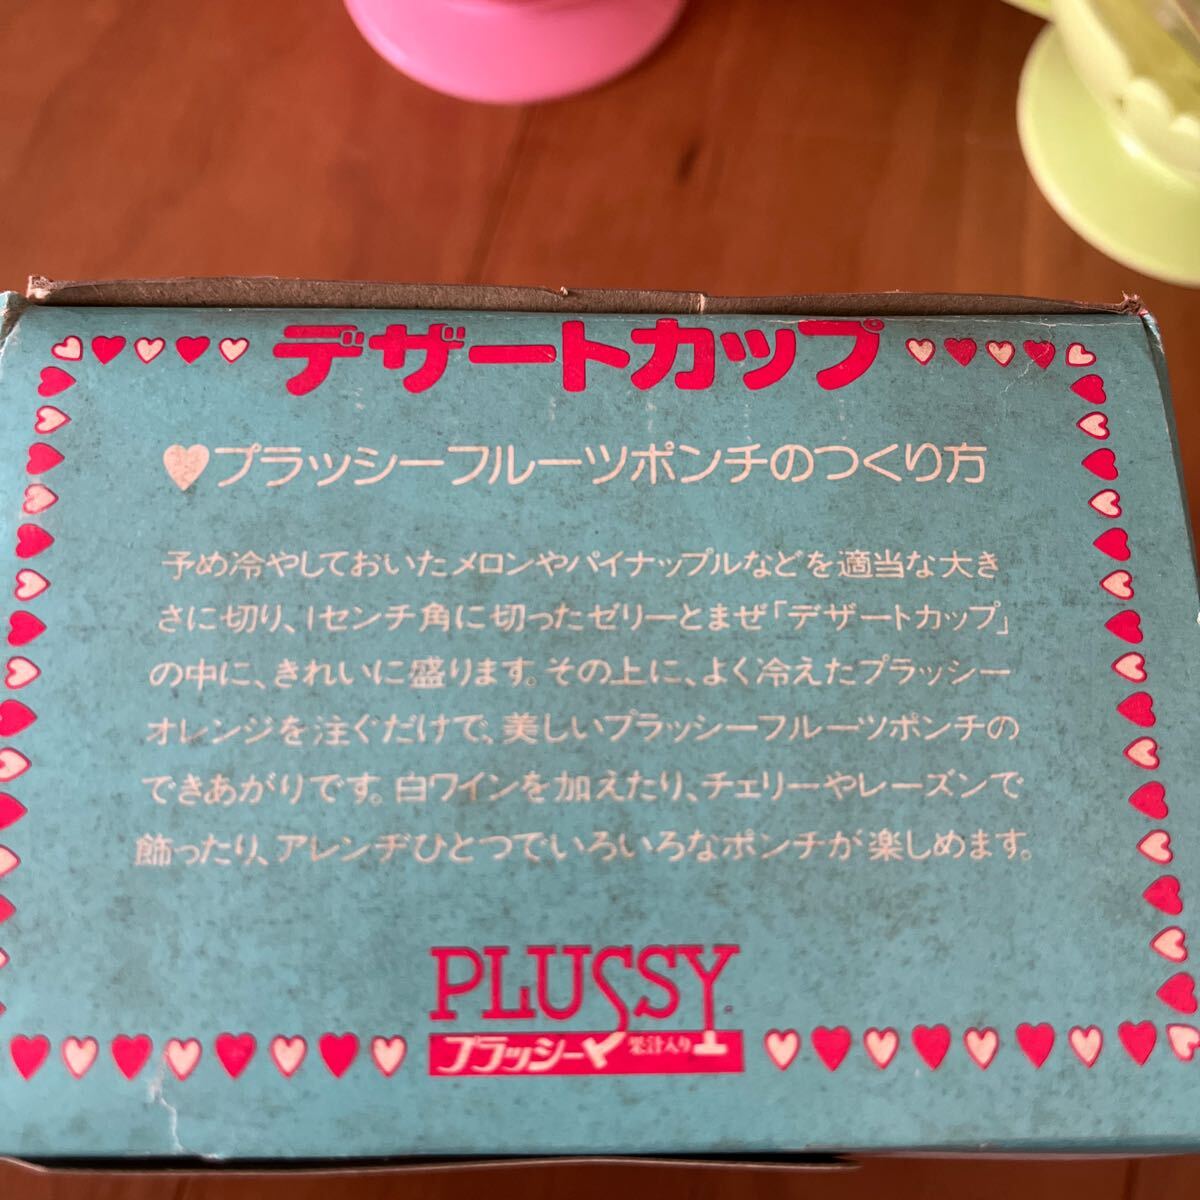 デザートカップ
♥プラッシーフルーツポンチのつくり方
予め冷やしておいたメロンやパイナップルなどを適当な大き
さに切り、1センチ角に切ったゼリーとまぜ「デザートカップ」
の中に、きれいに盛ります。その上に、よく冷えたプラッシー
オレンジを注ぐだけで、美しいプラッシーフルーツポンチの
できあがりです。白ワインを加えたり、チェリーやレーズンで
飾ったり、アレンヂひとつでいろいろなポンチが楽しめます。
PLUSSY®
プラッシー 果汁入り